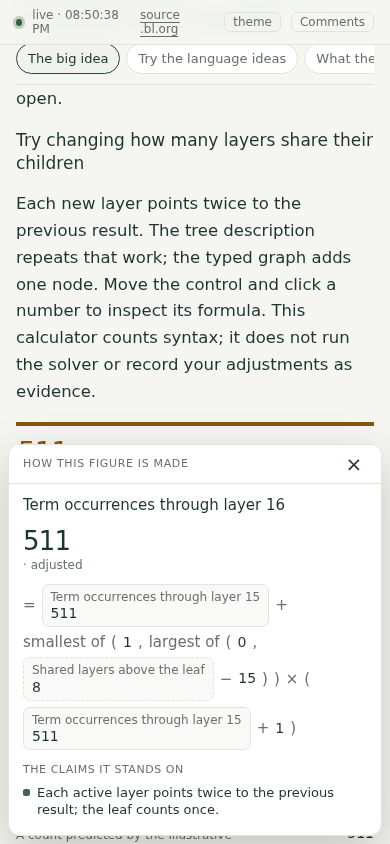 live · 08:50:38 PM
source.bl.org
theme
Comments
The big idea
Try the language ideas
What the
open.
Try changing how many layers share their
children
Each new layer points twice to the
previous result. The tree description
repeats that work; the typed graph adds
one node. Move the control and click a
number to inspect its formula. This
calculator counts syntax; it does not run
the solver or record your adjustments as
evidence.
HOW THIS FIGURE IS MADE
×
Term occurrences through layer 16
511
· adjusted
= Term occurrences through layer 15
511 +
smallest of ( 1 , largest of ( 0 ,
Shared layers above the leaf
8 − 15 ) ) × (
Term occurrences through layer 15
511 + 1 )
THE CLAIMS IT STANDS ON
Each active layer points twice to the previous
result; the leaf counts once.